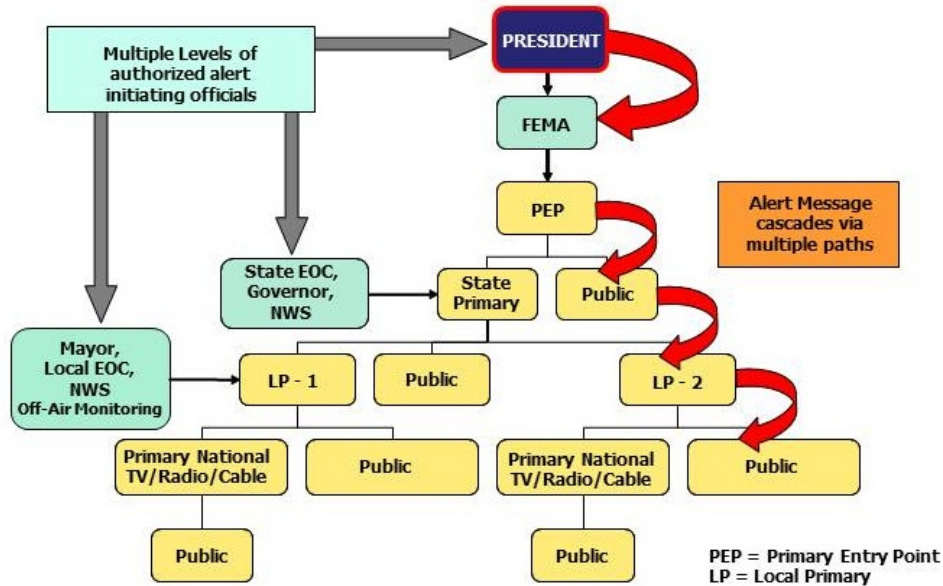 PRESIDENT
Multiple Levels of
authorized alert
initiating officials
FEMA
PEP
Alert Message
cascades via
multiple paths
State EOC,
Governor,
NWS
State
Primary
Public
Mayor,
Local EOC,
NWS
Off-Air Monitoring
LP - 1
Public
LP - 2
Primary National
TV/Radio/Cable
Public
Primary National
TV/Radio/Cable
Public
Public
Public
PEP = Primary Entry Point
LP = Local Primary